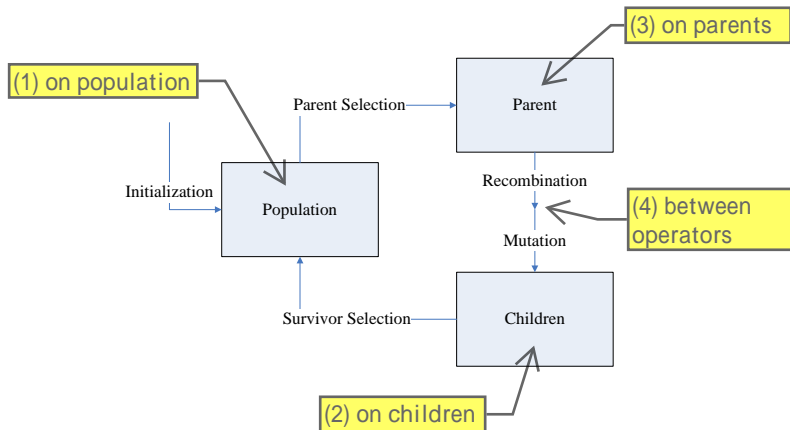 (3) on parents
(1) on population
Parent Selection
Parent
Initialization
Population
Recombination
(4) between
operators
Mutation
Survivor Selection
Children
(2) on children